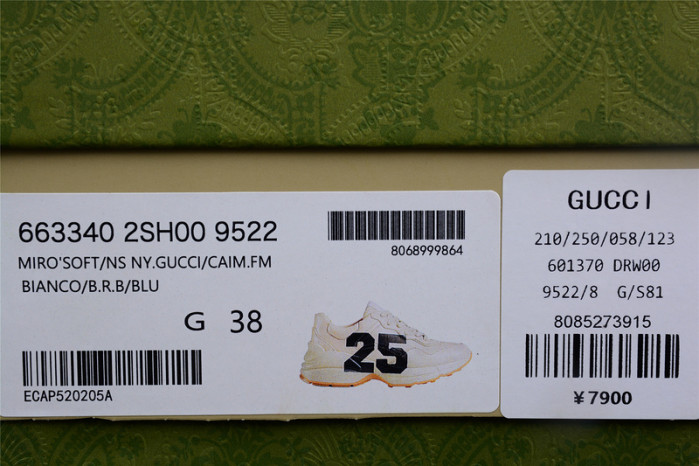 663340 2SH00 9522
8068999864
MIRO'SOFT/NS NY.GUCCI/CAIM.FM
BIANCO/B.R.B/BLU
G 38
25
ECAP520205A
GUCCI
210/250/058/123
601370 DRW00
9522/8 G/S81
8085273915
¥7900